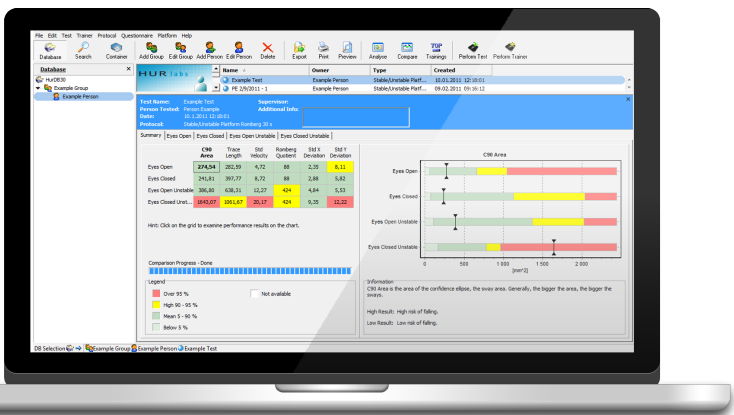 File Edit Test Trainer Protocol Questionnaire Platform Help
Database Search Container Add Group Edit Group Add Person Edit Person Delete Export Print Preview Analyse Compare Trainings Perform Test Perform Trainer
Database ×
HurDB30
Example Group
Example Person
HUR labs
Name Owner Type Created
Example Test Example Person Stable/Unstable Platf... 10.01.2011 12:18:01
PE 2/9/2011 - 1 Example Person Stable/Unstable Platf... 09.02.2011 09:16:12
Test Name: Example Test Supervisor:
Person Tested: Person Example Additional Info:
Date: 10.1.2011 12:18:01
Protocol: Stable/Unstable Platform Romberg 30 s
Summary Eyes Open Eyes Closed Eyes Open Unstable Eyes Closed Unstable
C90 Area Trace Length Std Velocity Romberg Quotient Std X Deviation Std Y Deviation
Eyes Open 274,54 282,59 4,72 88 2,35 8,11
Eyes Closed 241,81 397,77 8,72 88 2,88 5,82
Eyes Open Unstable 386,80 638,31 12,27 424 4,84 5,53
Eyes Closed Unst... 1643,07 1061,67 20,17 424 9,35 12,22
Hint: Click on the grid to examine performance results on the chart.
Comparison Progress - Done
Legend
Over 95 % Not available
High 90 - 95 %
Mean 5 - 90 %
Below 5 %
C90 Area
Eyes Open
Eyes Closed
Eyes Open Unstable
Eyes Closed Unstable
0 500 1 000 1 500 2 000
[mm^2]
Information
C90 Area is the area of the confidence ellipse, the sway area. Generally, the bigger the area, the bigger the
sways.
High Result: High risk of falling.
Low Result: Low risk of falling.
DB Selection Example Group Example Person Example Test